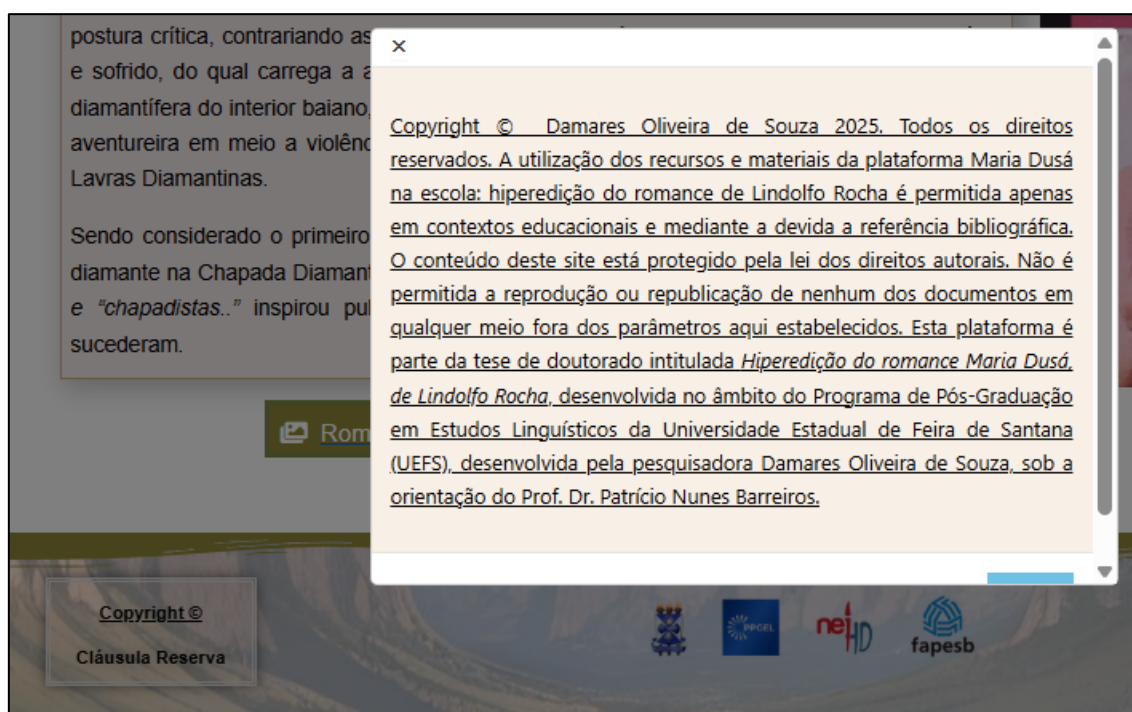 postura crítica, contrariando as
e sofrido, do qual carrega a a
diamantífera do interior baiano,
aventureira em meio a violênc
Lavras Diamantinas.
Sendo considerado o primeiro
diamante na Chapada Diamant
e “chapadistas..” inspirou pul
sucederam.
Rom
×
Copyright © Damares Oliveira de Souza 2025. Todos os direitos
reservados. A utilização dos recursos e materiais da plataforma Maria Dusá
na escola: hiperedição do romance de Lindolfo Rocha é permitida apenas
em contextos educacionais e mediante a devida a referência bibliográfica.
O conteúdo deste site está protegido pela lei dos direitos autorais. Não é
permitida a reprodução ou republicação de nenhum dos documentos em
qualquer meio fora dos parâmetros aqui estabelecidos. Esta plataforma é
parte da tese de doutorado intitulada Hiperedição do romance Maria Dusá,
de Lindolfo Rocha, desenvolvida no âmbito do Programa de Pós-Graduação
em Estudos Linguísticos da Universidade Estadual de Feira de Santana
(UEFS), desenvolvida pela pesquisadora Damares Oliveira de Souza, sob a
orientação do Prof. Dr. Patrício Nunes Barreiros.
Copyright ©
Cláusula Reserva
PPGEL
neiHD
fapesb